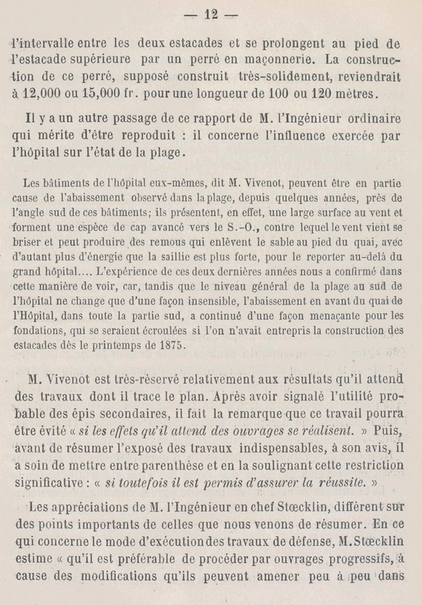 — 12 —
l'intervalle entre les deux estacades et se prolongent au pied de
l'estacade supérieure par un perré en maçonnerie. La construc-
tion de ce perré, supposé construit très-solidement, reviendrait
à 12,000 ou 15,000 fr. pour une longueur de 100 ou 120 mètres.
Il y a un autre passage de ce rapport de M. l'Ingénieur ordinaire
qui mérite d'être reproduit : il concerne l'influence exercée par
l'hôpital sur l'état de la plage.
Les bâtiments de l'hôpital eux-mêmes, dit M. Vivenot, peuvent être en partie
cause de l'abaissement observé dans la plage, depuis quelques années, près de
l'angle sud de ces bâtiments; ils présentent, en effet, une large surface au vent et
forment une espèce de cap avancé vers le S.-O., contre lequel le vent vient se
briser et peut produire des remous qui enlèvent le sable au pied du quai, avec
d'autant plus d'énergie que la saillie est plus forte, pour le reporter au-delà du
grand hôpital.... L'expérience de ces deux dernières années nous a confirmé dans
cette manière de voir, car, tandis que le niveau général de la plage au sud de
l'hôpital ne change que d'une façon insensible, l'abaissement en avant du quai de
l'Hôpital, dans toute la partie sud, a continué d'une façon menaçante pour les
fondations, qui se seraient écroulées si l'on n'avait entrepris la construction des
estacades dès le printemps de 1875.
M. Vivenot est très-réservé relativement aux résultats qu'il attend
des travaux dont il trace le plan. Après avoir signalé l'utilité pro-
bable des épis secondaires, il fait la remarque que ce travail pourra
être évité « si les effets qu'il attend des ouvrages se réalisent. » Puis,
avant de résumer l'exposé des travaux indispensables, à son avis, il
a soin de mettre entre parenthèse et en la soulignant cette restriction
significative : « si toutefois il est permis d'assurer la réussite. »
Les appréciations de M. l'Ingénieur en chef Stœcklin, diffèrent sur
des points importants de celles que nous venons de résumer. En ce
qui concerne le mode d'exécution des travaux de défense, M. Stœcklin
estime « qu'il est préférable de procéder par ouvrages progressifs, à
cause des modifications qu'ils peuvent amener peu à peu dans